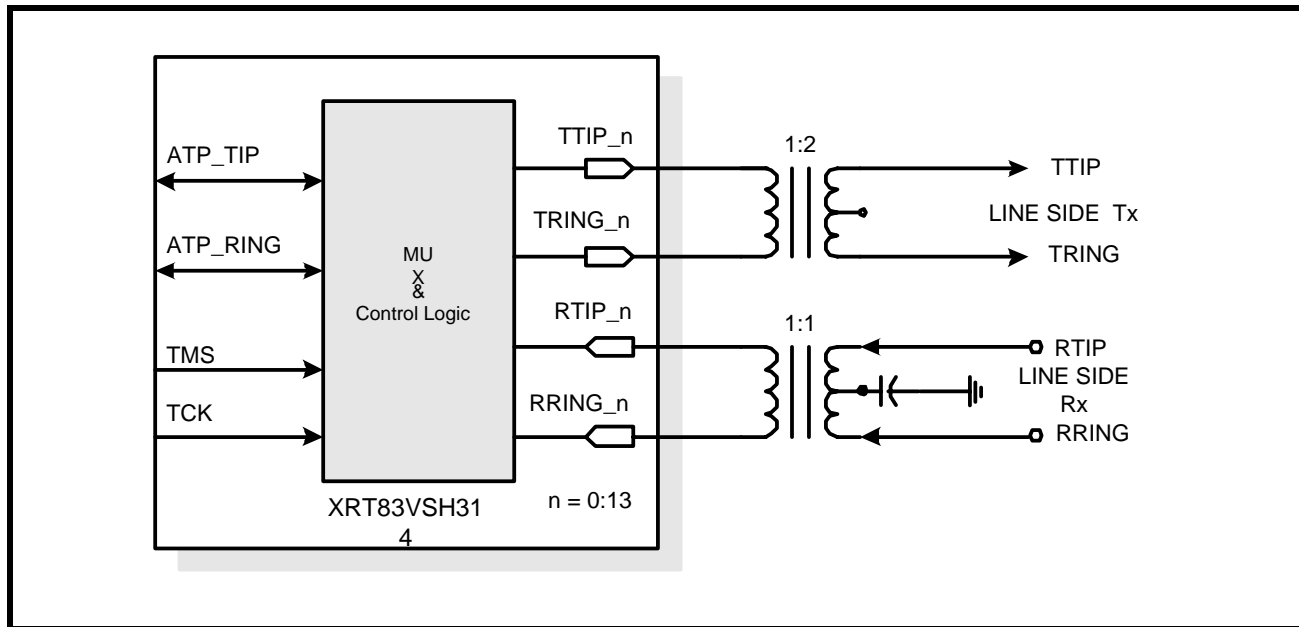 ATP_TIP
ATP_RING
TMS
TCK
MU
X
&
Control Logic
XRT83VSH31
4
TTIP_n
TRING_n
RTIP_n
RRING_n
n = 0:13
1:2
TTIP
LINE SIDE Tx
TRING
1:1
RTIP
LINE SIDE
Rx
RRING